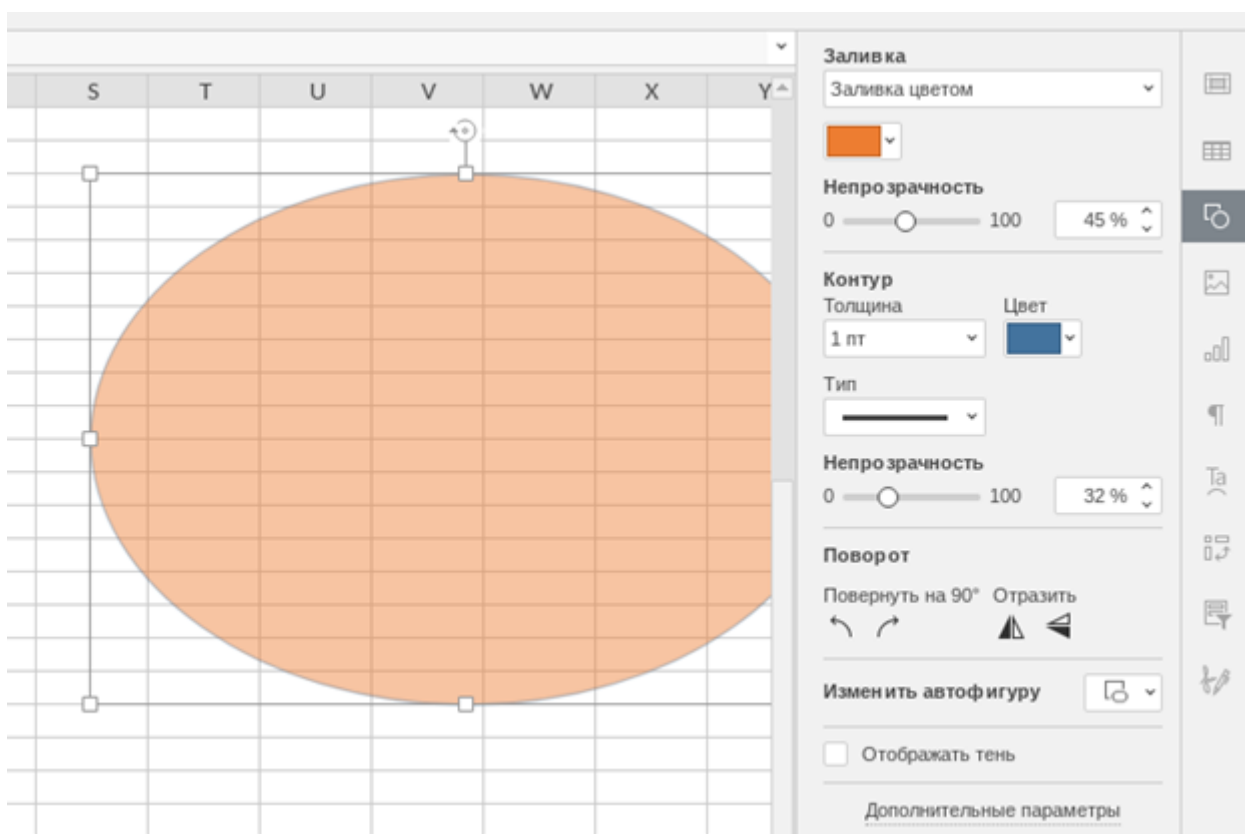 S T U V W X Y
Заливка
Заливка цветом
Непрозрачность
0 100 45 %
Контур
Толщина Цвет
1 пт
Тип
Непрозрачность
0 100 32 %
Поворот
Повернуть на 90° Отразить
Изменить автофигуру
Отображать тень
Дополнительные параметры
Ta